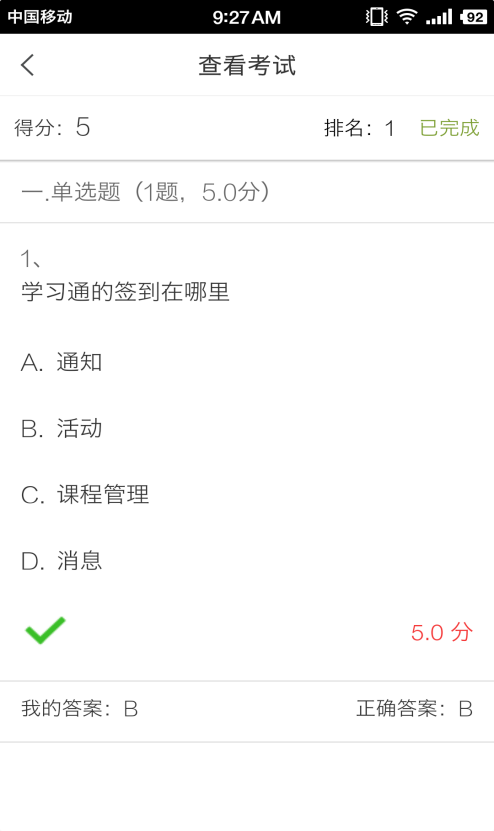 中国移动 9:27AM 92
查看考试
得分：5 排名：1 已完成
一.单选题（1题，5.0分）
1、
学习通的签到在哪里
A. 通知
B. 活动
C. 课程管理
D. 消息
5.0 分
我的答案：B 正确答案：B